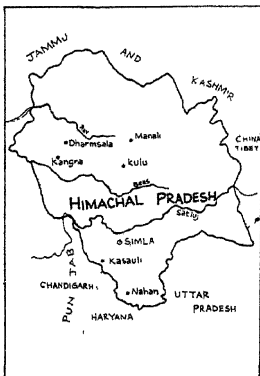 JAMMU AND KASHMIR
CHINA
TIBET
Dharmsala
Manali
Kangra
Kulu
Beas
HIMACHAL PRADESH
Satluj
SIMLA
Kasauli
CHANDIGARH
Nahan
UTTAR
PRADESH
PUNJAB
HARYANA